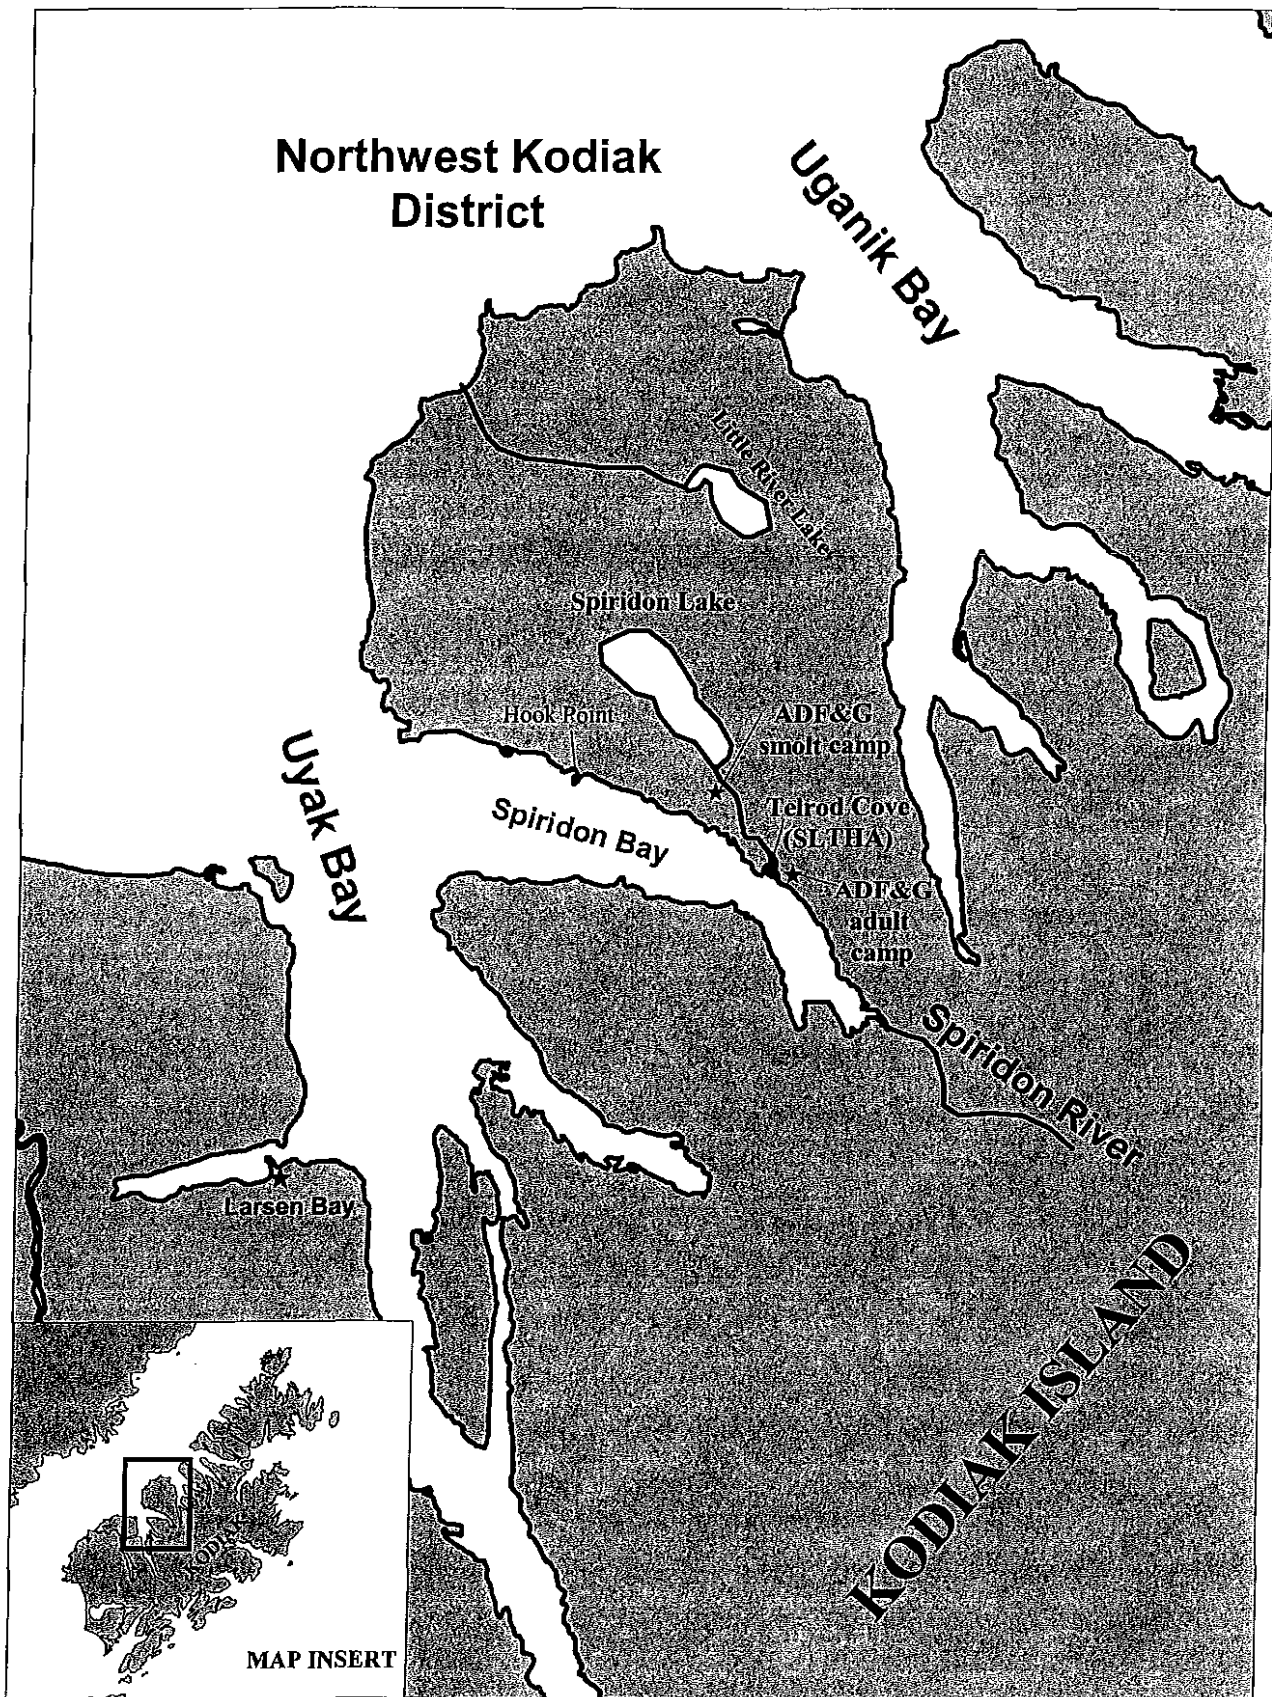 Northwest Kodiak
District
Uganik Bay
Little River Lake
Spiridon Lake
Hook Point
ADF&G
smolt camp
Uyak Bay
Spiridon Bay
Telrod Cove
(SLTHA)
ADF&G
adult
camp
Spiridon River
Larsen Bay
KODIAK ISLAND
MAP INSERT